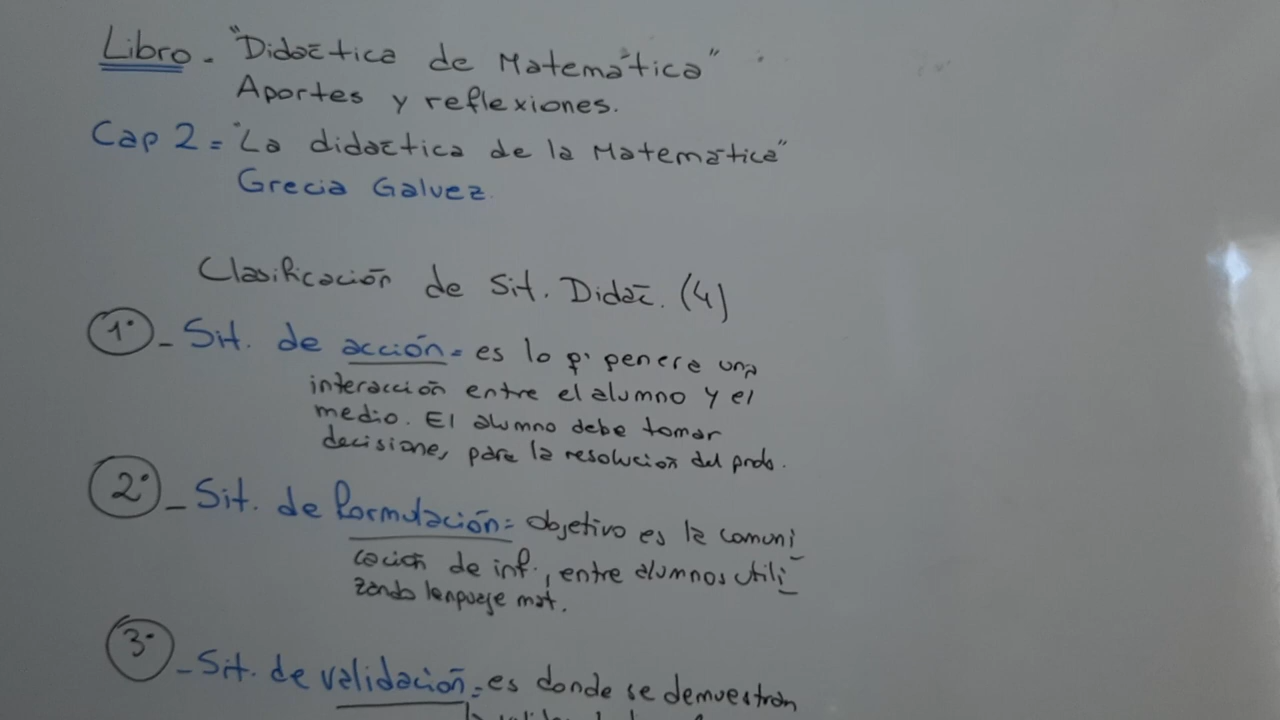 Libro. "Didáctica de Matemática"
Aportes y reflexiones.
Cap 2 = "La didáctica de la Matemática"
Grecia Galvez.
Clasificación de Sit. Didác. (4)
1° - Sit. de acción = es lo q' genera una
interacción entre el alumno y el
medio. El alumno debe tomar
decisiones, para la resolución del prob.
2° - Sit. de formulación = objetivo es la comuni
cación de inf., entre alumnos utili
zando lenguaje mat.
3° - Sit. de validación = es donde se demuestran